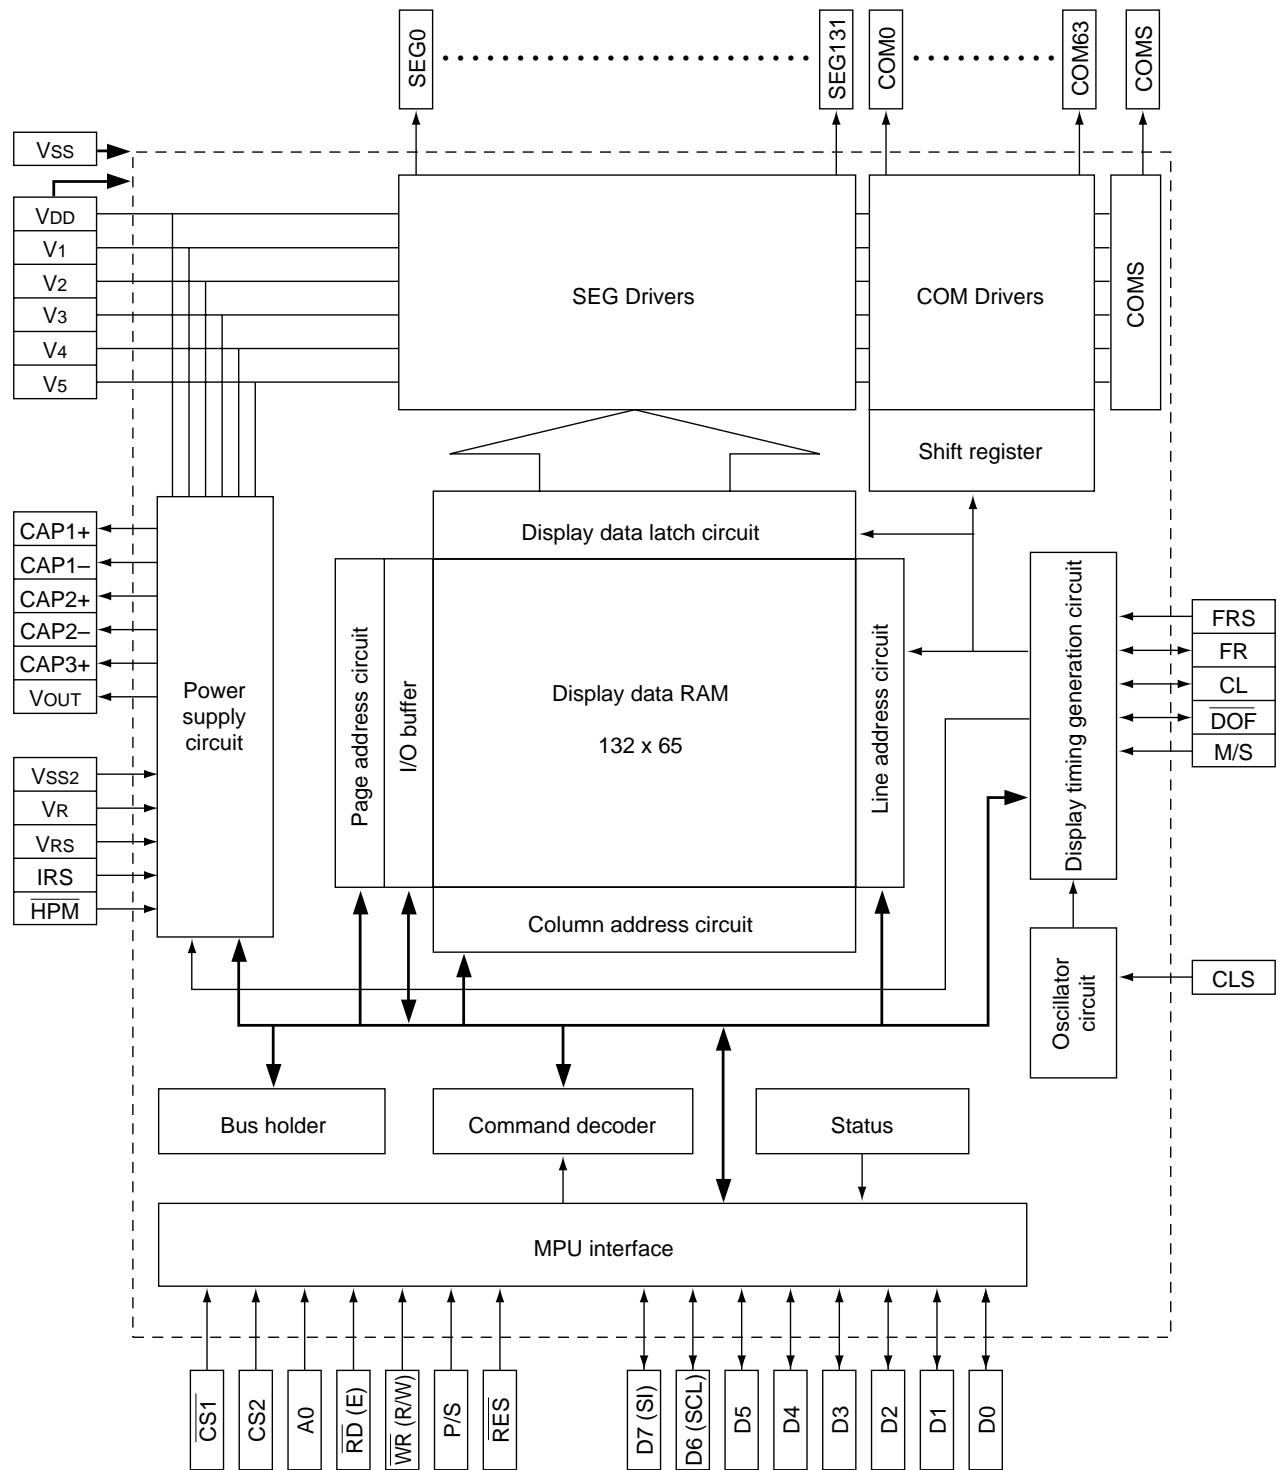 SEG0
SEG131
COM0
COM63
COMS
VSS
VDD
V1
V2
V3
V4
V5
SEG Drivers
COM Drivers
COMS
Shift register
CAP1+
CAP1–
CAP2+
CAP2–
CAP3+
VOUT
VSS2
VR
VRS
IRS
HPM
Power
supply
circuit
Display data latch circuit
Page address circuit
I/O buffer
Display data RAM
132 x 65
Line address circuit
Column address circuit
Display timing generation circuit
FRS
FR
CL
DOF
M/S
Oscillator
circuit
CLS
Bus holder
Command decoder
Status
MPU interface
CS1
CS2
A0
RD (E)
WR (R/W)
P/S
RES
D7 (SI)
D6 (SCL)
D5
D4
D3
D2
D1
D0